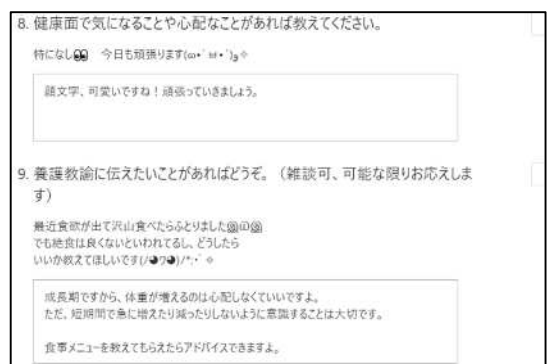 8. 健康面で気になることや心配なことがあれば教えてください。
特になし👀 今日も頑張ります(ω•˙ㅂ•˙)و✧
顔文字、可愛いですね!頑張っていきましょう。
9. 養護教諭に伝えたいことがあればどうぞ。(雑談可、可能な限りお応えしま
す)
最近食欲が出て沢山食べたらふとりました
でも絶食は良くないといわれてるし、どうしたら
いいか教えてほしいです(/◕ヮ◕)/*:・゚✧
成長期ですから、体重が増えるのは心配しなくていいですよ。
ただ、短期間で急に増えたり減ったりしないように意識することは大切です。
食事メニューを教えてもらえたらアドバイスできますよ。